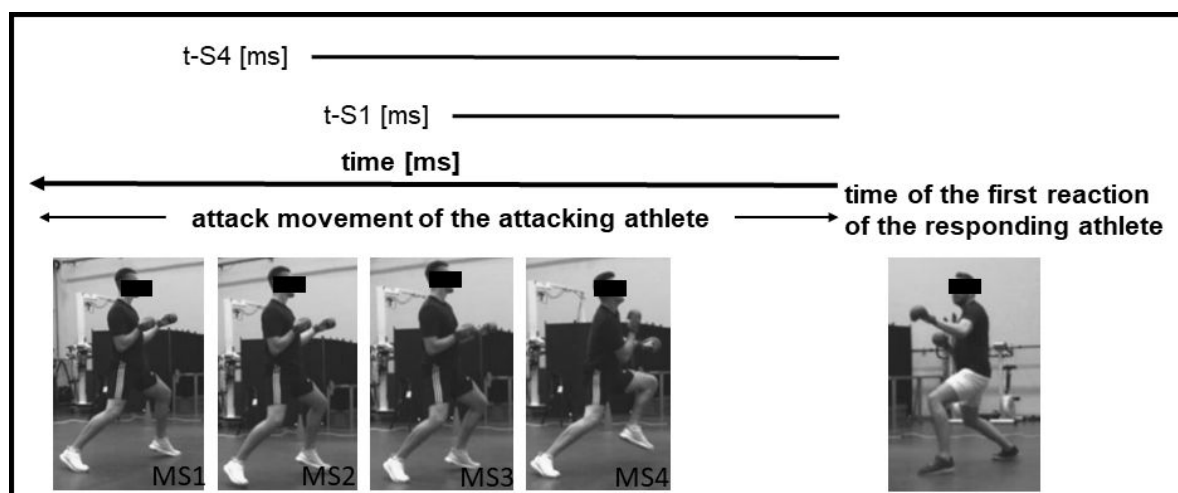 t-S4 [ms]
t-S1 [ms]
time [ms]
time of the first reaction
of the responding athlete
attack movement of the attacking athlete
MS1
MS2
MS3
MS4